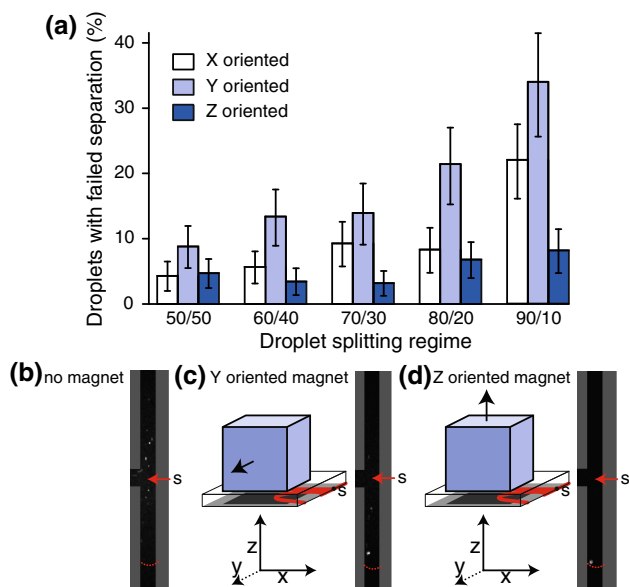 (a)
Droplets with failed separation (%)
40
30
20
10
0
X oriented
Y oriented
Z oriented
50/50 60/40 70/30 80/20 90/10
Droplet splitting regime
(b) no magnet (c) Y oriented magnet (d) Z oriented magnet
s s s s s
z z
y x y x